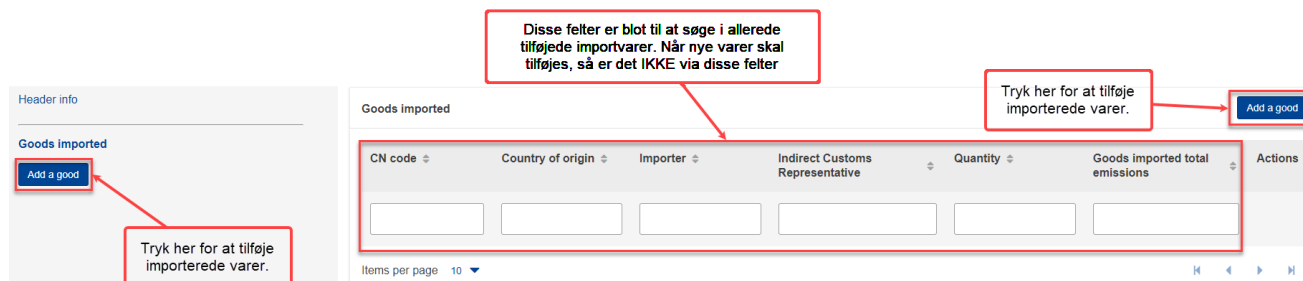 Disse felter er blot til at søge i allerede
tilføjede importvarer. Når nye varer skal
tilføjes, så er det IKKE via disse felter
Header info
Goods imported
Add a good
Tryk her for at tilføje
importerede varer.
Goods imported
Tryk her for at tilføje
importerede varer.
Add a good
CN code
Country of origin
Importer
Indirect Customs
Representative
Quantity
Goods imported total
emissions
Actions
Items per page 10